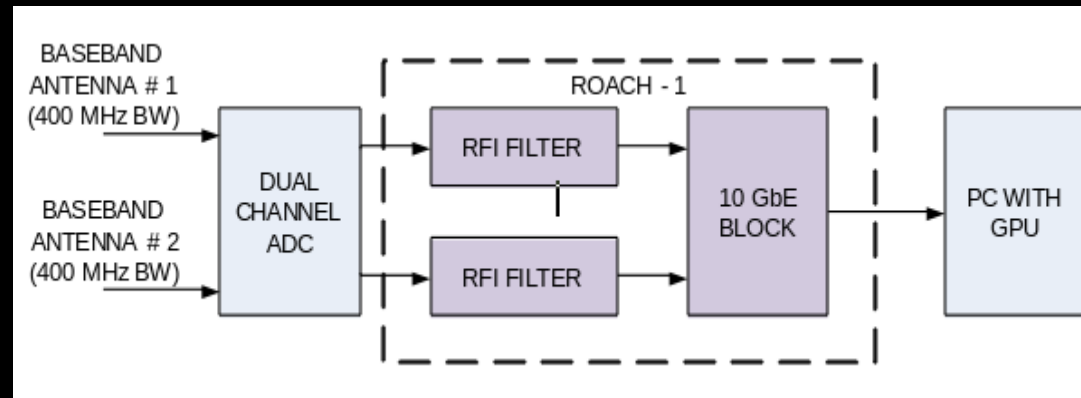 BASEBAND
ANTENNA # 1
(400 MHz BW)
BASEBAND
ANTENNA # 2
(400 MHz BW)
DUAL
CHANNEL
ADC
ROACH - 1
RFI FILTER
RFI FILTER
10 GbE
BLOCK
PC WITH
GPU